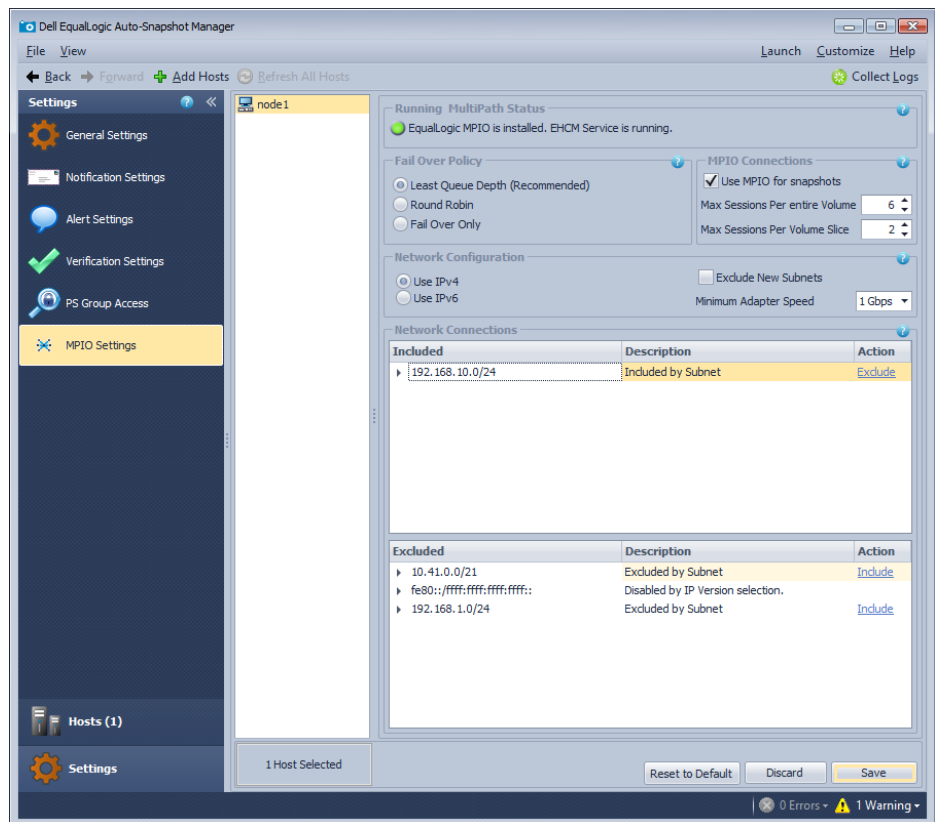 Dell EqualLogic Auto-Snapshot Manager
File View Launch Customize Help
Back Forward Add Hosts Refresh All Hosts Collect Logs
Settings
General Settings
Notification Settings
Alert Settings
Verification Settings
PS Group Access
MPIO Settings
Hosts (1)
Settings
node1
1 Host Selected
Running MultiPath Status
EqualLogic MPIO is installed. EHCM Service is running.
Fail Over Policy
Least Queue Depth (Recommended)
Round Robin
Fail Over Only
MPIO Connections
Use MPIO for snapshots
Max Sessions Per entire Volume 6
Max Sessions Per Volume Slice 2
Network Configuration
Use IPv4
Use IPv6
Exclude New Subnets
Minimum Adapter Speed 1 Gbps
Network Connections
Included Description Action
192.168.10.0/24 Included by Subnet Exclude
Excluded Description Action
10.41.0.0/21 Excluded by Subnet Include
fe80::/ffff:ffff:ffff:ffff:: Disabled by IP Version selection.
192.168.1.0/24 Excluded by Subnet Include
Reset to Default Discard Save
0 Errors 1 Warning